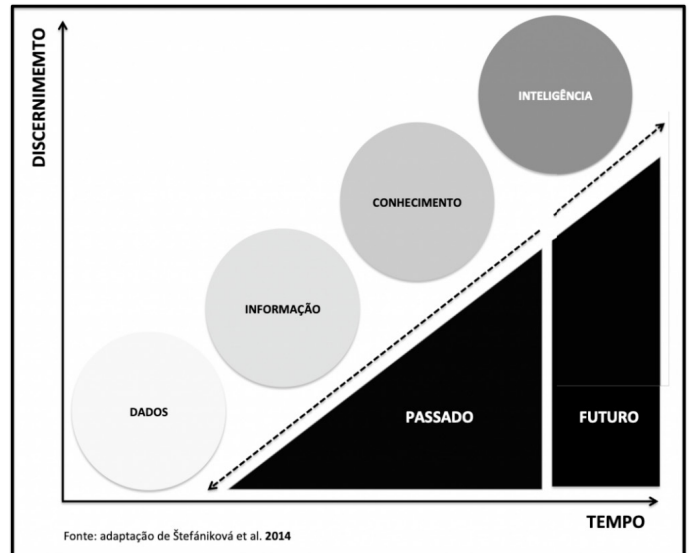 DISCERNIMEMTO
INTELIGÊNCIA
CONHECIMENTO
INFORMAÇÃO
DADOS
PASSADO
FUTURO
TEMPO
Fonte: adaptação de Štefániková et al. 2014